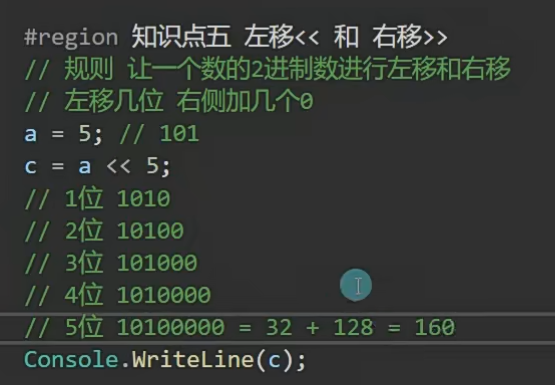 #region 知识点五 左移<< 和 右移>>
// 规则 让一个数的2进制数进行左移和右移
// 左移几位 右侧加几个0
a = 5; // 101
c = a << 5;
// 1位 1010
// 2位 10100
// 3位 101000
// 4位 1010000
// 5位 10100000 = 32 + 128 = 160
Console.WriteLine(c);